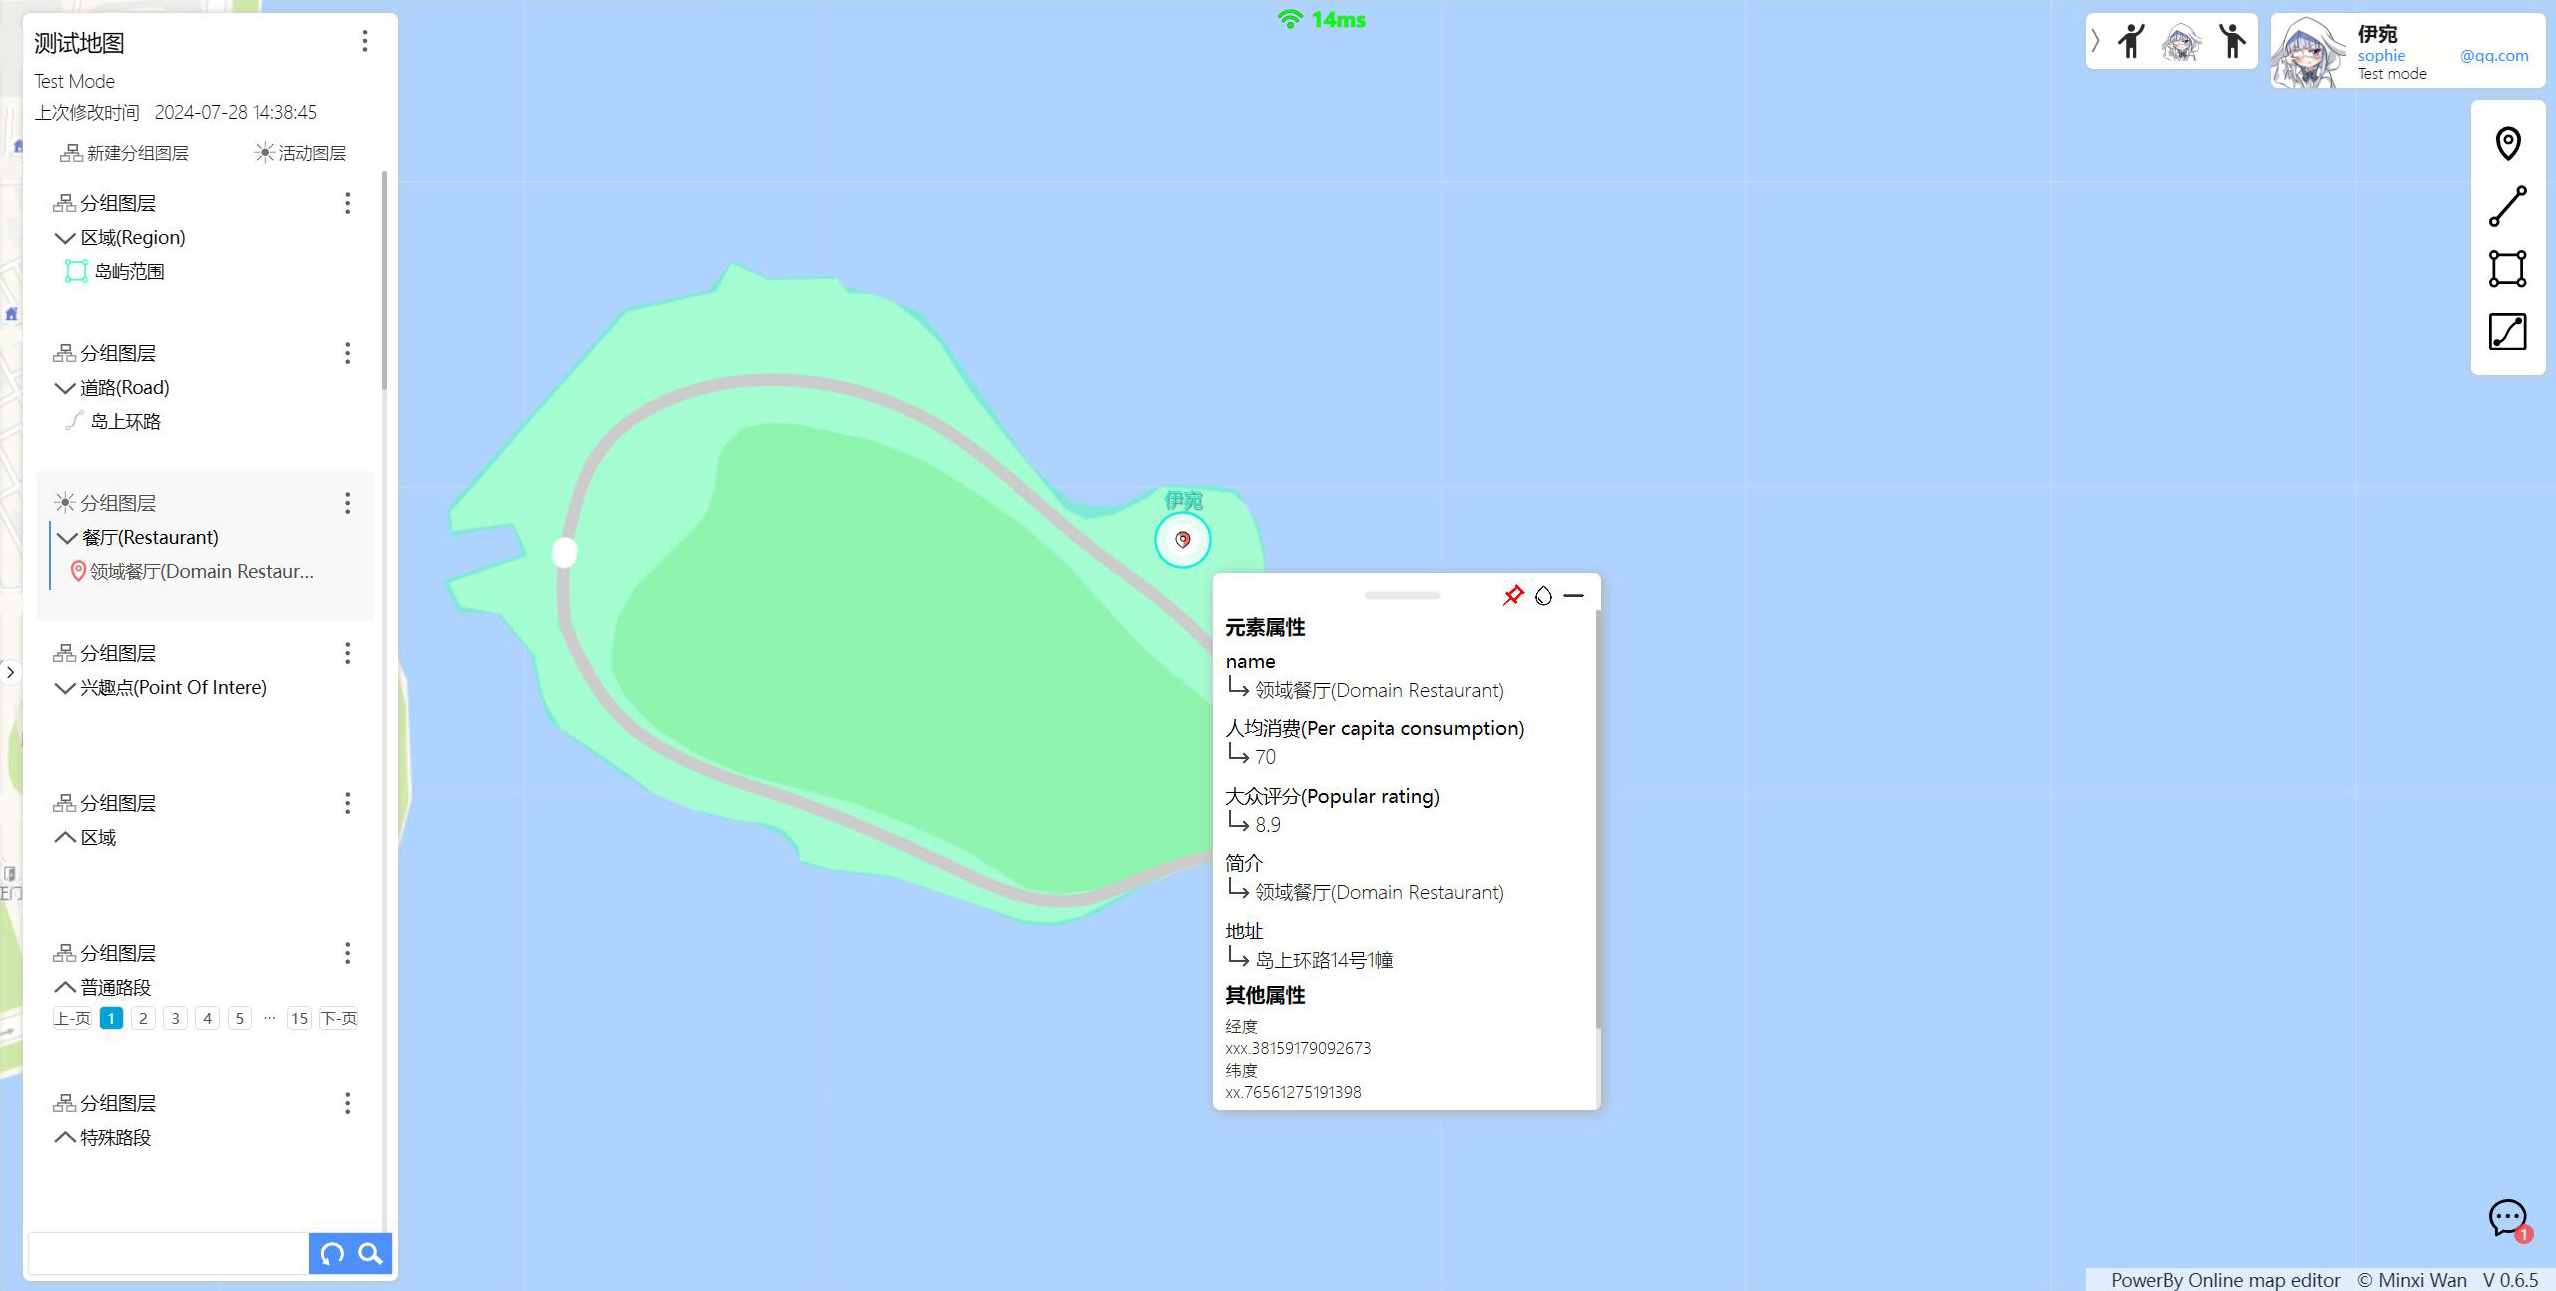 测试地图
Test Mode
上次修改时间 2024-07-28 14:38:45
新建分组图层 活动图层
分组图层
区域(Region)
岛屿范围
分组图层
道路(Road)
岛上环路
分组图层
餐厅(Restaurant)
领域餐厅(Domain Restaur...
分组图层
兴趣点(Point Of Intere)
分组图层
区域
分组图层
普通路段
上一页 1 2 3 4 5 ... 15 下一页
分组图层
特殊路段
14ms
伊宛
元素属性
name
领域餐厅(Domain Restaurant)
人均消费(Per capita consumption)
70
大众评分(Popular rating)
8.9
简介
领域餐厅(Domain Restaurant)
地址
岛上环路14号1幢
其他属性
经度
xxx.38159179092673
纬度
xx.76561275191398
伊宛
sophie @qq.com
Test mode
1
PowerBy Online map editor © Minxi Wan V 0.6.5